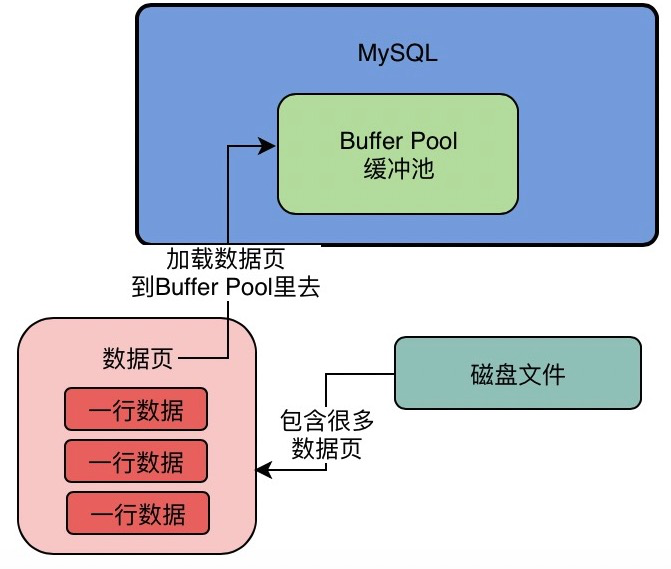 MySQL
Buffer Pool
缓冲池
加载数据页
到Buffer Pool里去
数据页
一行数据
一行数据
一行数据
磁盘文件
包含很多
数据页